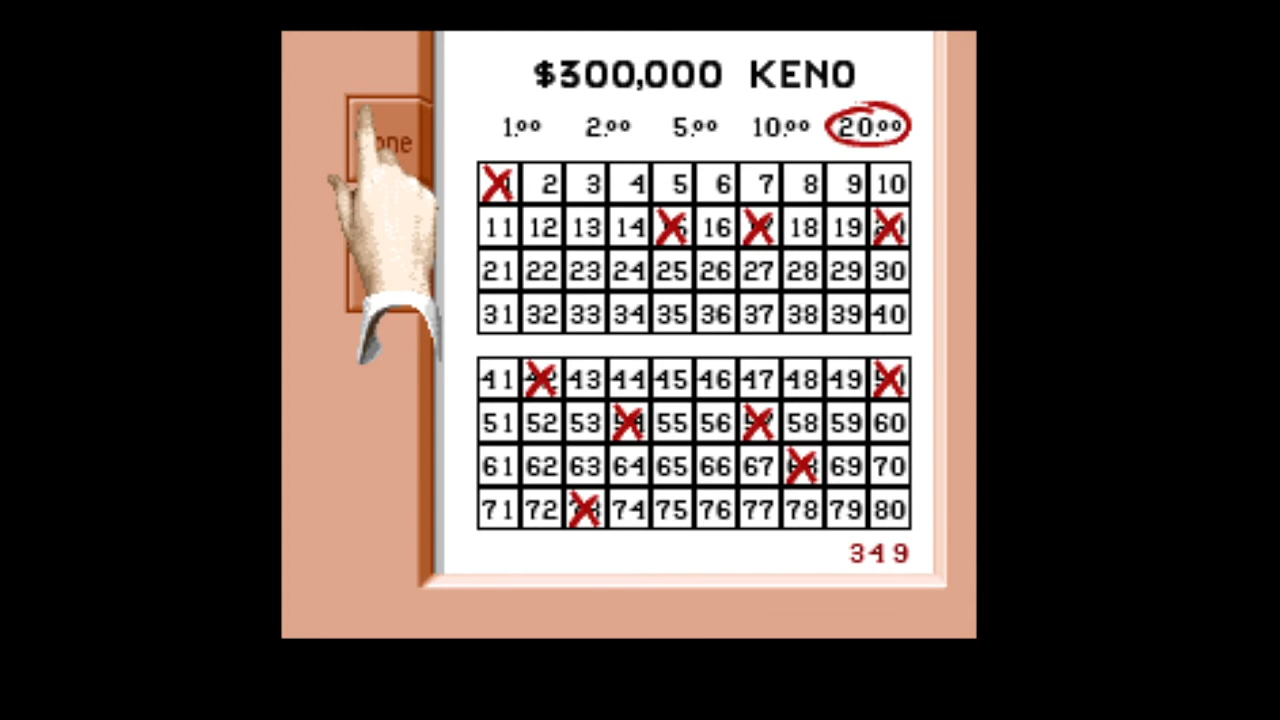 $300,000 KENO
1.00 2.00 5.00 10.00 20.00
2 3 4 5 6 7 8 9 10
11 12 13 14 16 18 19
21 22 23 24 25 26 27 28 29 30
31 32 33 34 35 36 37 38 39 40
41 43 44 45 46 47 48 49
51 52 53 55 56 58 59 60
61 62 63 64 65 66 67 69 70
71 72 74 75 76 77 78 79 80
349